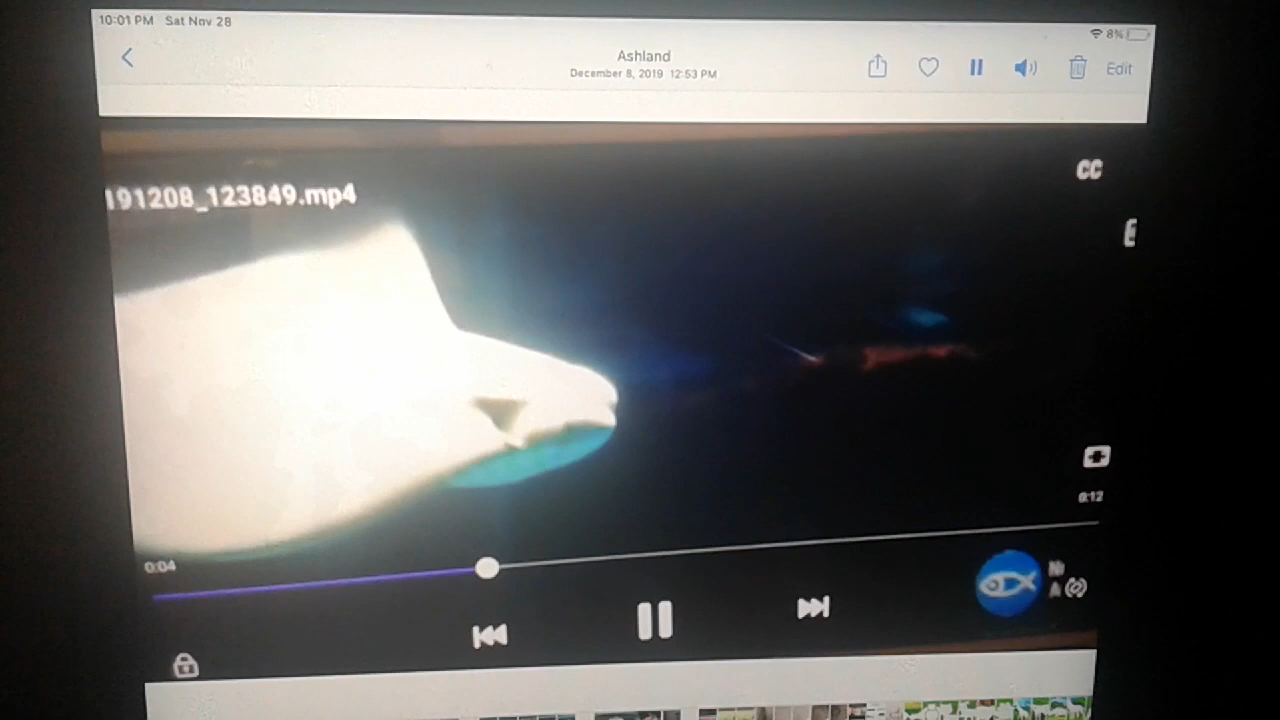 10:01 PM Sat Nov 28
8%
Ashland
December 8, 2019 12:53 PM
Edit
CC
191208_123849.mp4
0:12
0:04